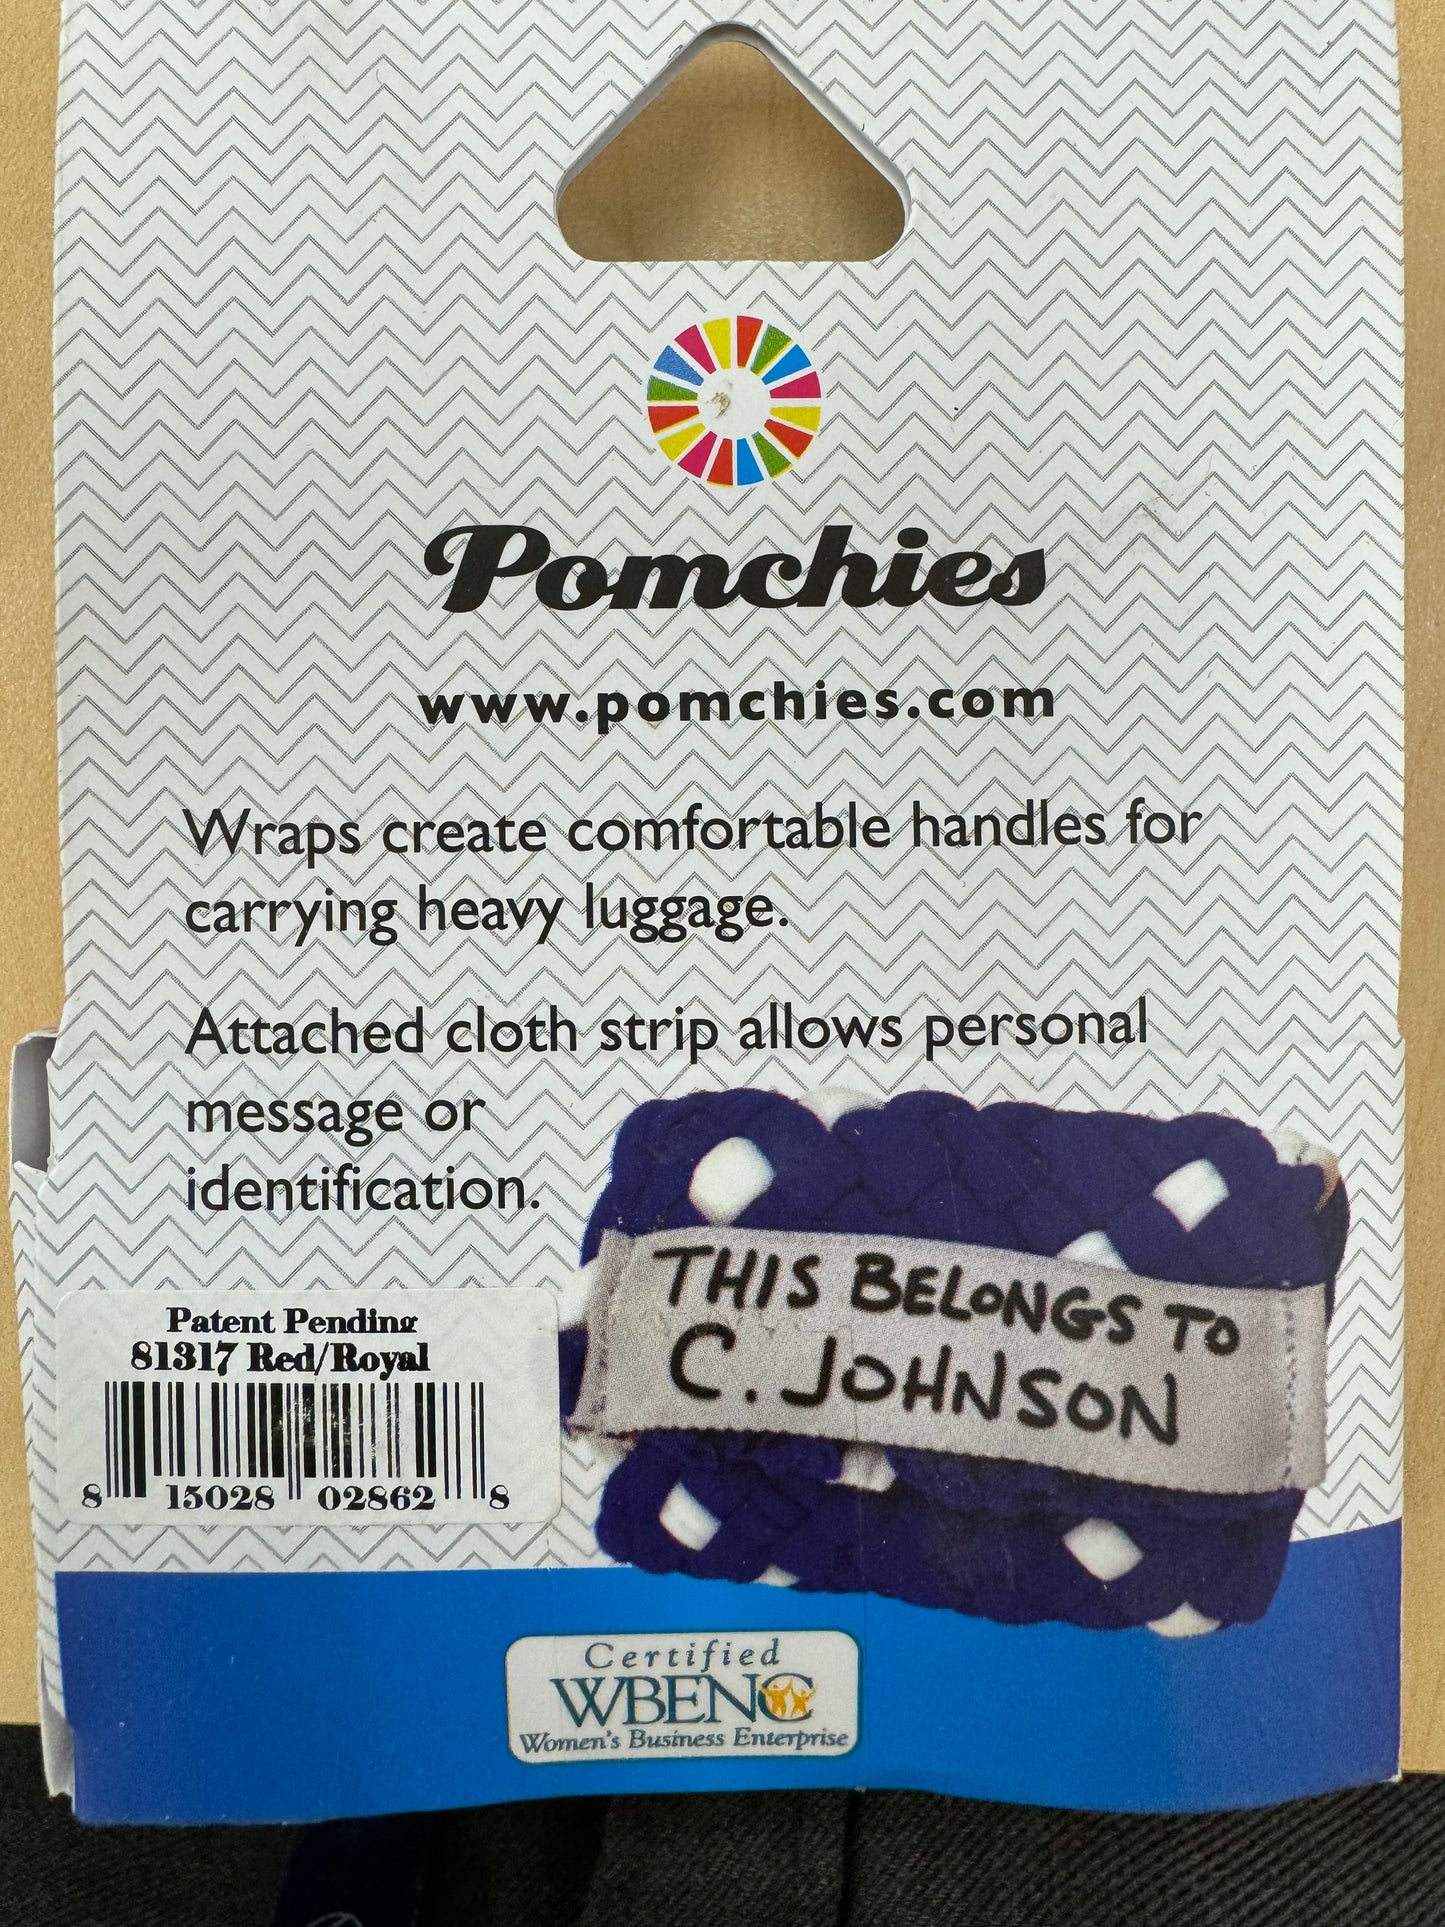 Pomchies
www.pomchies.com
Wraps create comfortable handles for
carrying heavy luggage.
Attached cloth strip allows personal
message or
identification.
THIS BELONGS TO
C. JOHNSON
Patent Pending
81317 Red/Royal
8 15028 02862 8
Certified
WBENC
Women's Business Enterprise